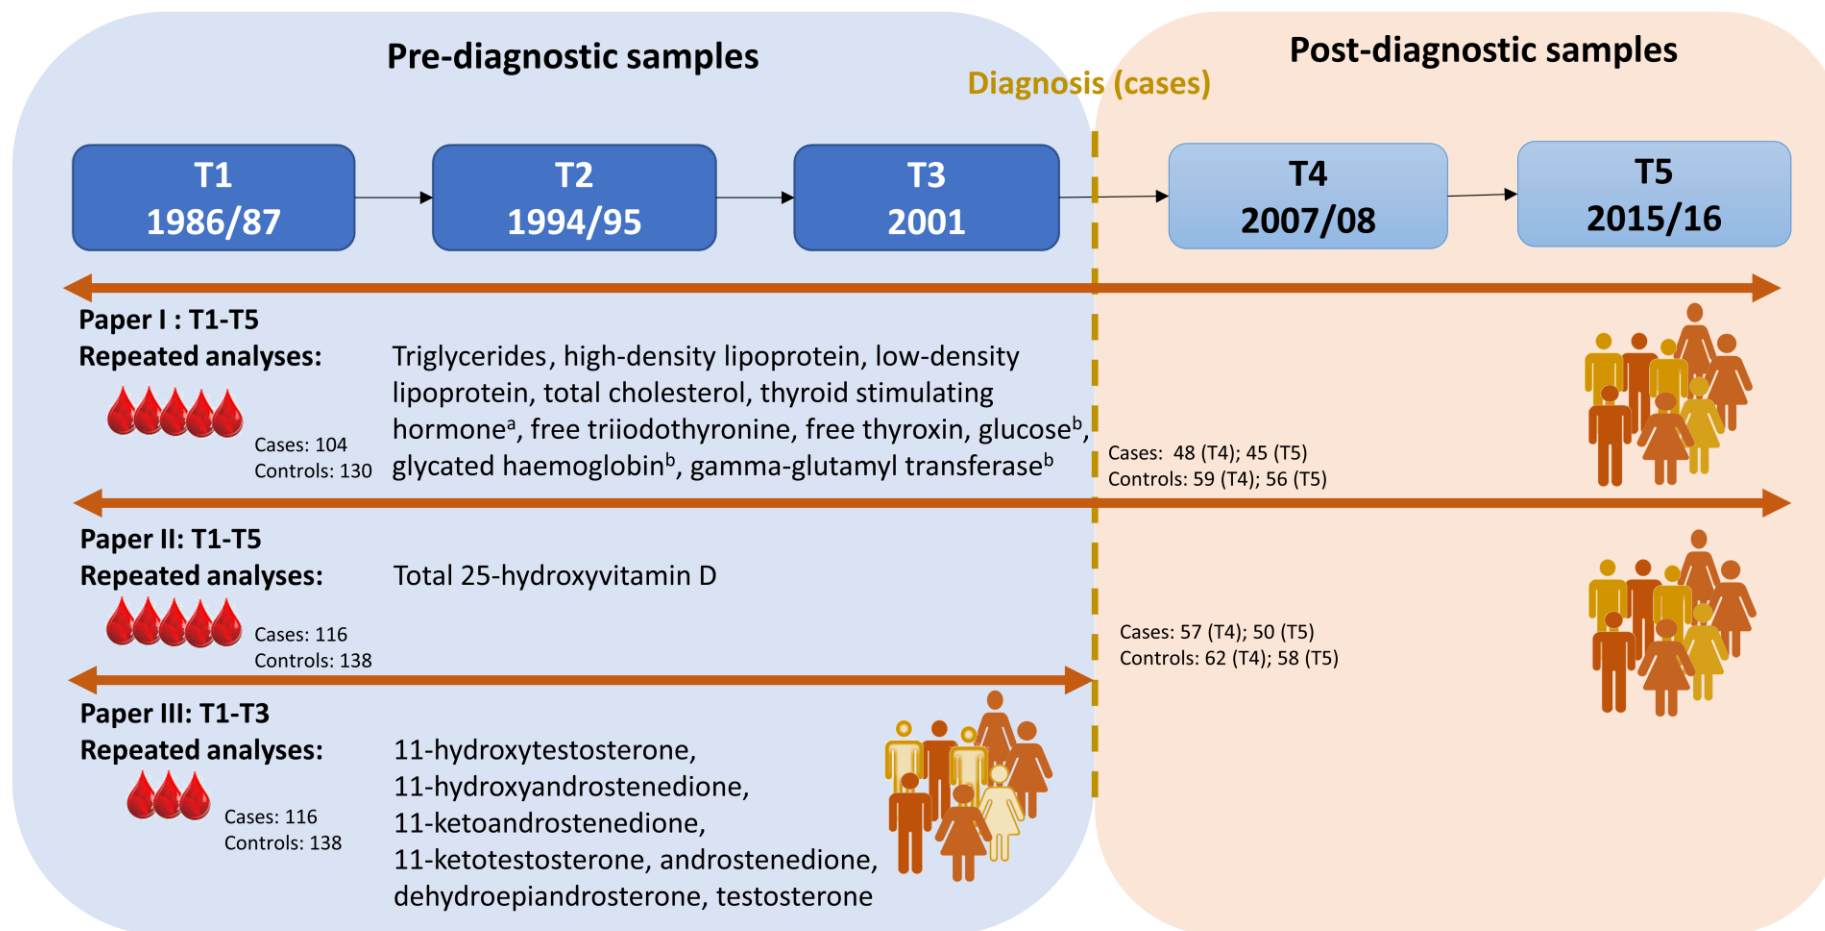 Pre-diagnostic samples
Post-diagnostic samples
Diagnosis (cases)
T1
1986/87
T2
1994/95
T3
2001
T4
2007/08
T5
2015/16
Paper I : T1-T5
Repeated analyses:
Triglycerides, high-density lipoprotein, low-density
lipoprotein, total cholesterol, thyroid stimulating
hormoneᵃ, free triiodothyronine, free thyroxin, glucoseᵇ,
glycated haemoglobinᵇ, gamma-glutamyl transferaseᵇ
Cases: 104
Controls: 130
Cases: 48 (T4); 45 (T5)
Controls: 59 (T4); 56 (T5)
Paper II: T1-T5
Repeated analyses:
Total 25-hydroxyvitamin D
Cases: 116
Controls: 138
Cases: 57 (T4); 50 (T5)
Controls: 62 (T4); 58 (T5)
Paper III: T1-T3
Repeated analyses:
11-hydroxytestosterone,
11-hydroxyandrostenedione,
11-ketoandrostenedione,
11-ketotestosterone, androstenedione,
dehydroepiandrosterone, testosterone
Cases: 116
Controls: 138